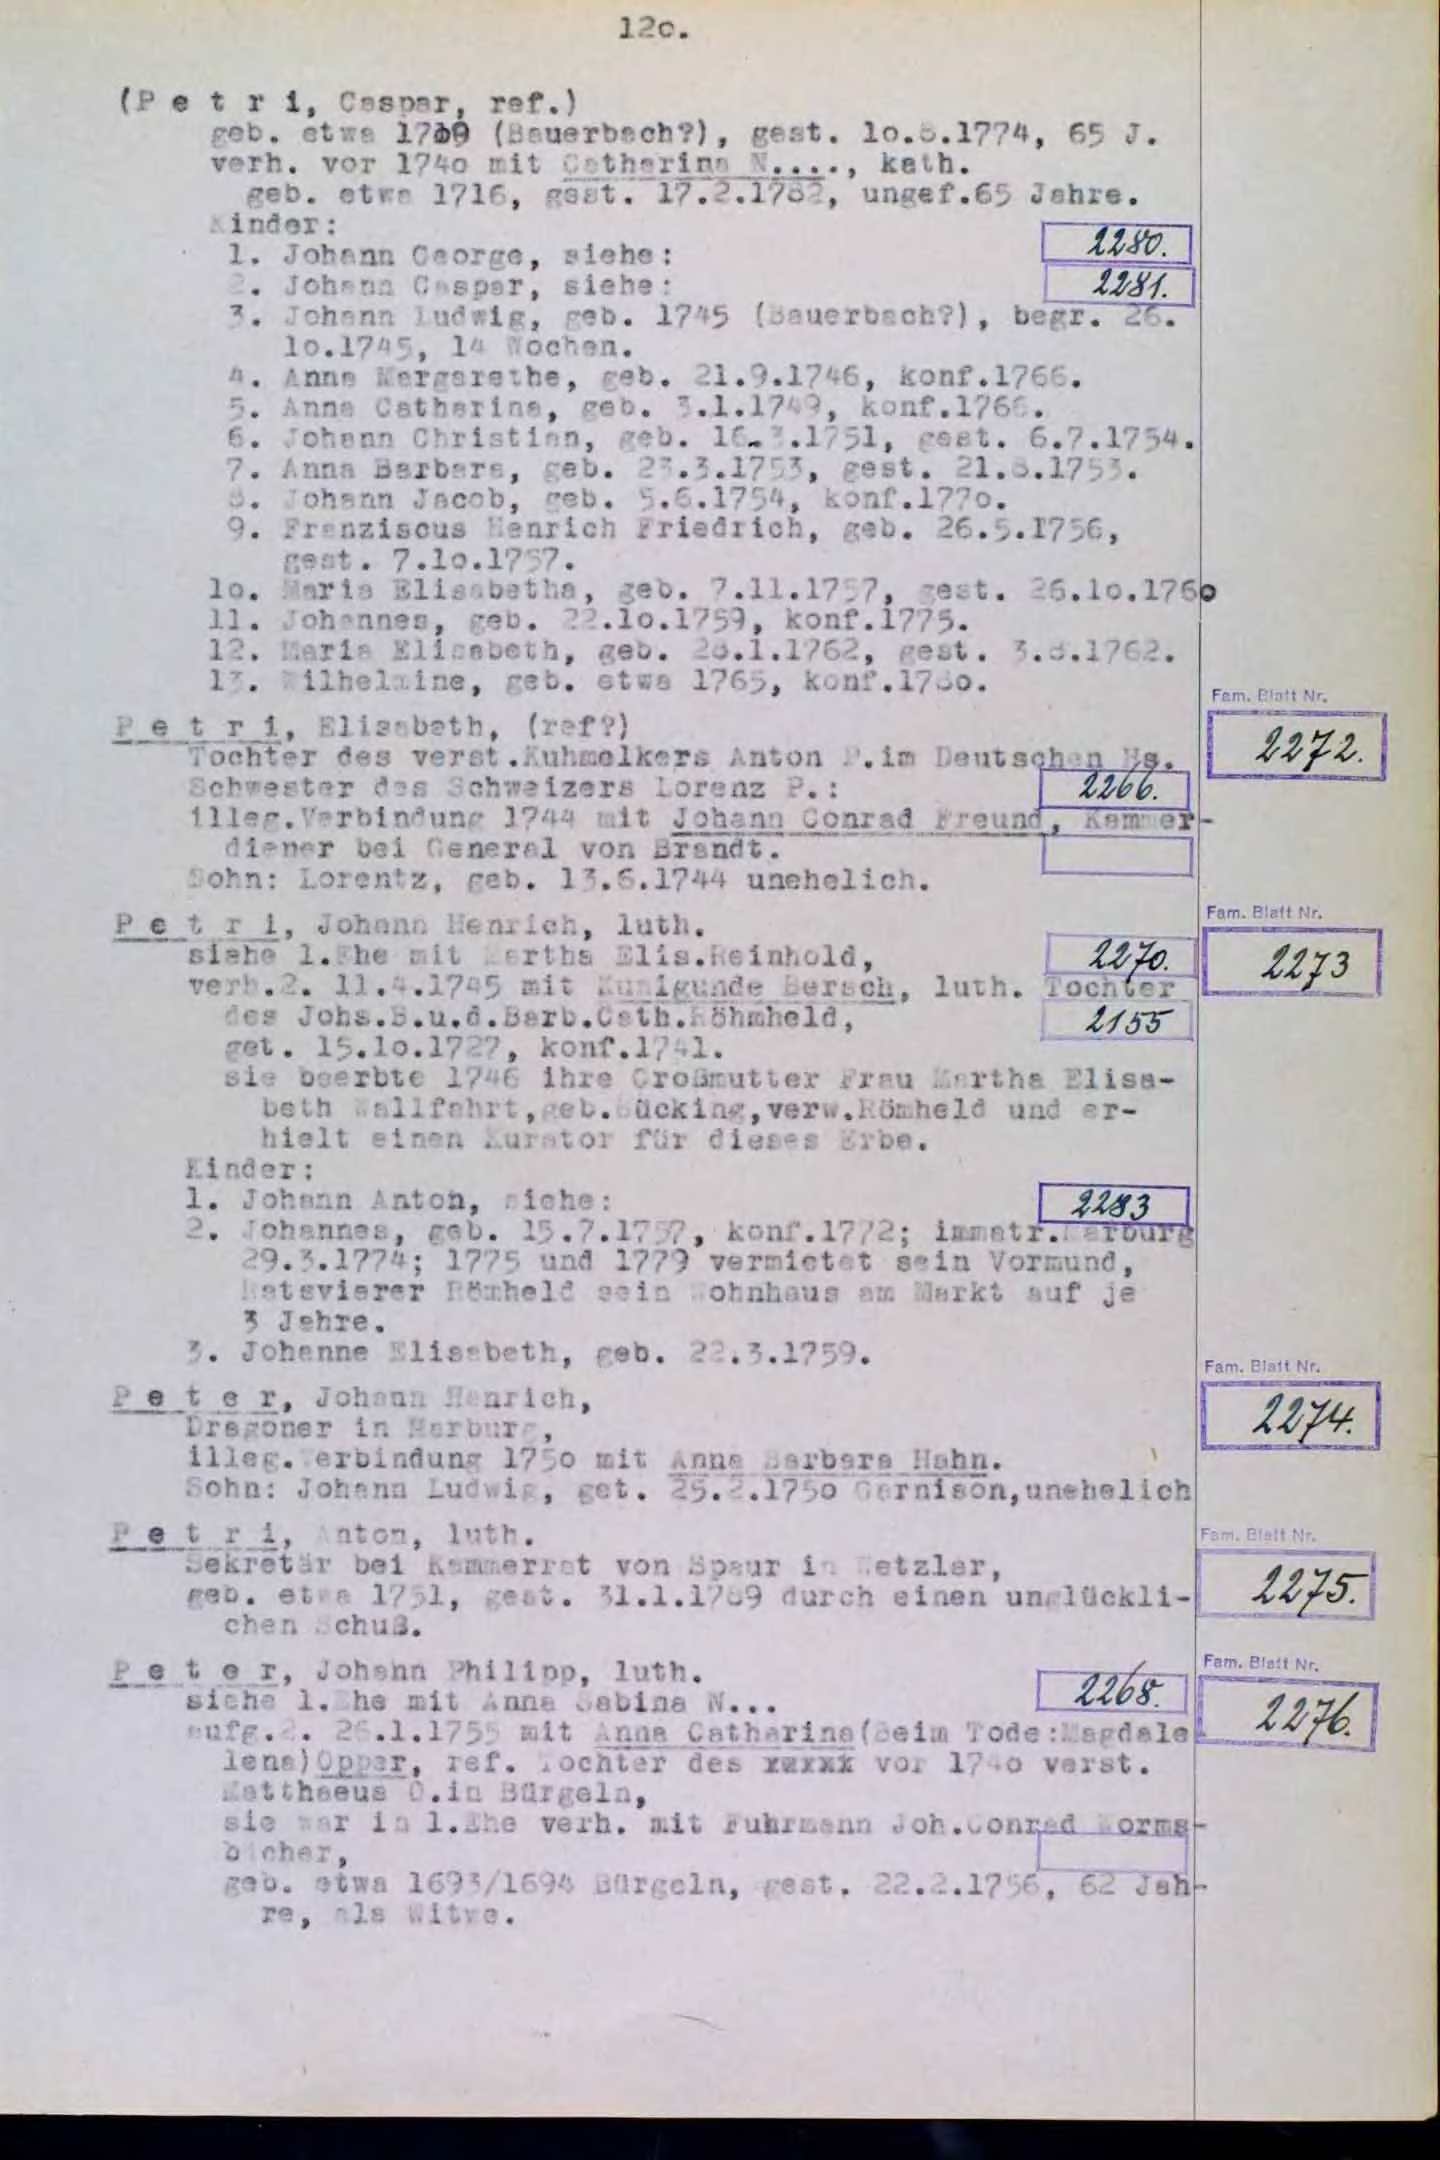 12c.
(P e t r i, Caspar, ref.)
geb. etwa 1709 (Bauerbach?), gest. 1o.8.1774, 65 J.
verh. vor 174o mit Catharina N...., kath.
geb. etwa 1716, gest. 17.2.1782, ungef.65 Jahre.
Kinder:
1. Johann George, siehe: 2280.
2. Johann Caspar, siehe: 2281.
3. Johann Ludwig, geb. 1745 (Bauerbach?), begr. 26.
1o.1745, 14 Wochen.
4. Anna Margarethe, geb. 21.9.1746, konf.1766.
5. Anna Catharina, geb. 3.1.1749, konf.1766.
6. Johann Christian, geb. 16.3.1751, gest. 6.7.1754.
7. Anna Barbara, geb. 23.3.1753, gest. 21.8.1753.
8. Johann Jacob, geb. 5.6.1754, konf.177o.
9. Franziscus Henrich Friedrich, geb. 26.5.1756,
gest. 7.1o.1757.
1o. Maria Elisabetha, geb. 7.11.1757, gest. 26.1o.176o
11. Johannes, geb. 22.1o.1759, konf.1775.
12. Maria Elisabeth, geb. 28.1.1762, gest. 3.8.1762.
13. Wilhelmine, geb. etwa 1765, konf.178o.
Fam. Blatt Nr.
P e t r i, Elisabeth, (ref?) 2272.
Tochter des verst.Kuhmelkers Anton P.im Deutschen Hs.
Schwester des Schweizers Lorenz P.: 2266.
illeg.Verbindung 1744 mit Johann Conrad Freund, Kammer-
diener bei General von Brandt.
Sohn: Lorentz, geb. 13.6.1744 unehelich.
Fam. Blatt Nr.
P e t r i, Johann Henrich, luth. 2273
siehe 1.Ehe mit Martha Elis.Reinhold, 2270.
verh.2. 11.4.1745 mit Kunigunde Bersch, luth. Tochter
des Johs.B.u.d.Barb.Cath.Röhmheld, 2155
get. 15.1o.1727, konf.1741.
sie beerbte 1746 ihre Großmutter Frau Martha Elisa-
beth Wallfahrt,geb.Bücking,verw.Römheld und er-
hielt einen Kurator für dieses Erbe.
Kinder:
1. Johann Anton, siehe: 2283
2. Johannes, geb. 15.7.1757, konf.1772; immatr.Marburg
29.3.1774; 1775 und 1779 vermietet sein Vormund,
Ratsvierer Römheld sein Wohnhaus am Markt auf je
3 Jahre.
3. Johanne Elisabeth, geb. 22.3.1759.
Fam. Blatt Nr.
P e t e r, Johann Henrich, 2274.
Dragoner in Marburg,
illeg.Verbindung 175o mit Anna Barbara Hahn.
Sohn: Johann Ludwig, get. 25.2.175o Garnison,unehelich
Fam. Blatt Nr.
P e t r i, Anton, luth. 2275.
Sekretär bei Kammerrat von Spaur in Wetzlar,
geb. etwa 1751, gest. 31.1.1789 durch einen unglückli-
chen Schuß.
Fam. Blatt Nr.
P e t e r, Johann Philipp, luth. 2276.
siehe 1.Ehe mit Anna Sabina N... 2268.
aufg.2. 26.1.1755 mit Anna Catharina(Beim Tode:Magdale
lena)Opper, ref. Tochter des xxxxx vor 174o verst.
Matthaeus O.in Bürgeln,
sie war in 1.Ehe verh. mit Fuhrmann Joh.Conrad Worms-
bächer,
geb. etwa 1693/1694 Bürgeln, gest. 22.2.1756, 62 Jah-
re, als Witwe.